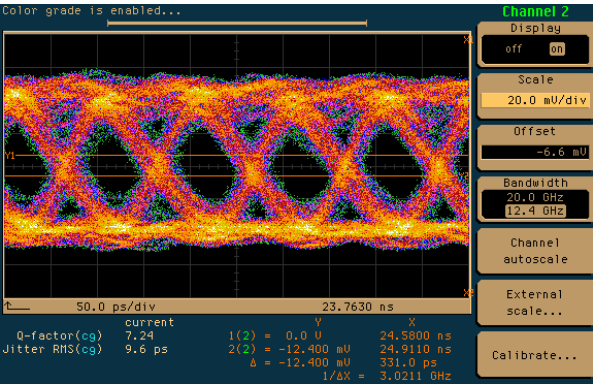 Color grade is enabled...
Channel 2
Display
off on
Scale
20.0 mV/div
Offset
-6.6 mV
Bandwidth
20.0 GHz
12.4 GHz
Channel
autoscale
External
scale...
Calibrate...
X1
Y1
Y2
X2
50.0 ps/div 23.7630 ns
current Y X
Q-factor(cg) 7.24 1(2) = 0.0 V 24.5800 ns
Jitter RMS(cg) 9.6 ps 2(2) = -12.400 mV 24.9110 ns
Δ = -12.400 mV 331.0 ps
1/ΔX = 3.0211 GHz